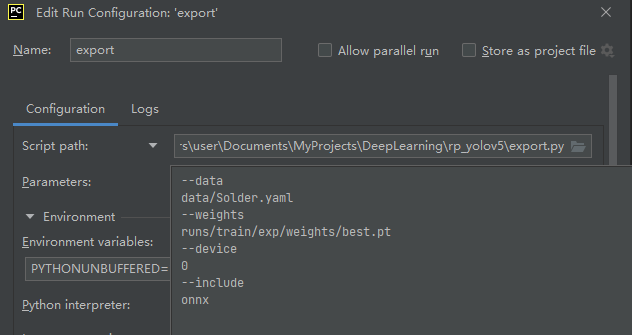 PC Edit Run Configuration: 'export'
Name: export Allow parallel run Store as project file
Configuration Logs
Script path: rs\user\Documents\MyProjects\DeepLearning\rp_yolov5\export.py
Parameters:
--data
data/Solder.yaml
--weights
runs/train/exp/weights/best.pt
--device
0
--include
onnx
Environment
Environment variables:
PYTHONUNBUFFERED=
Python interpreter: